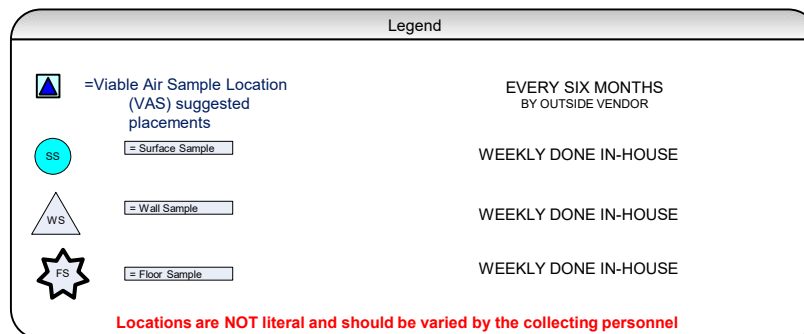 Legend
=Viable Air Sample Location
(VAS) suggested
placements
EVERY SIX MONTHS
BY OUTSIDE VENDOR
SS
= Surface Sample
WEEKLY DONE IN-HOUSE
WS
= Wall Sample
WEEKLY DONE IN-HOUSE
FS
= Floor Sample
WEEKLY DONE IN-HOUSE
Locations are NOT literal and should be varied by the collecting personnel